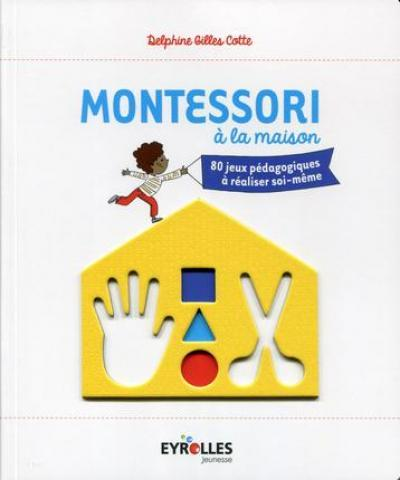 Delphine Gilles Cotte
MONTESSORI
à la maison
80 jeux pédagogiques
à réaliser soi-même
EYROLLES
jeunesse